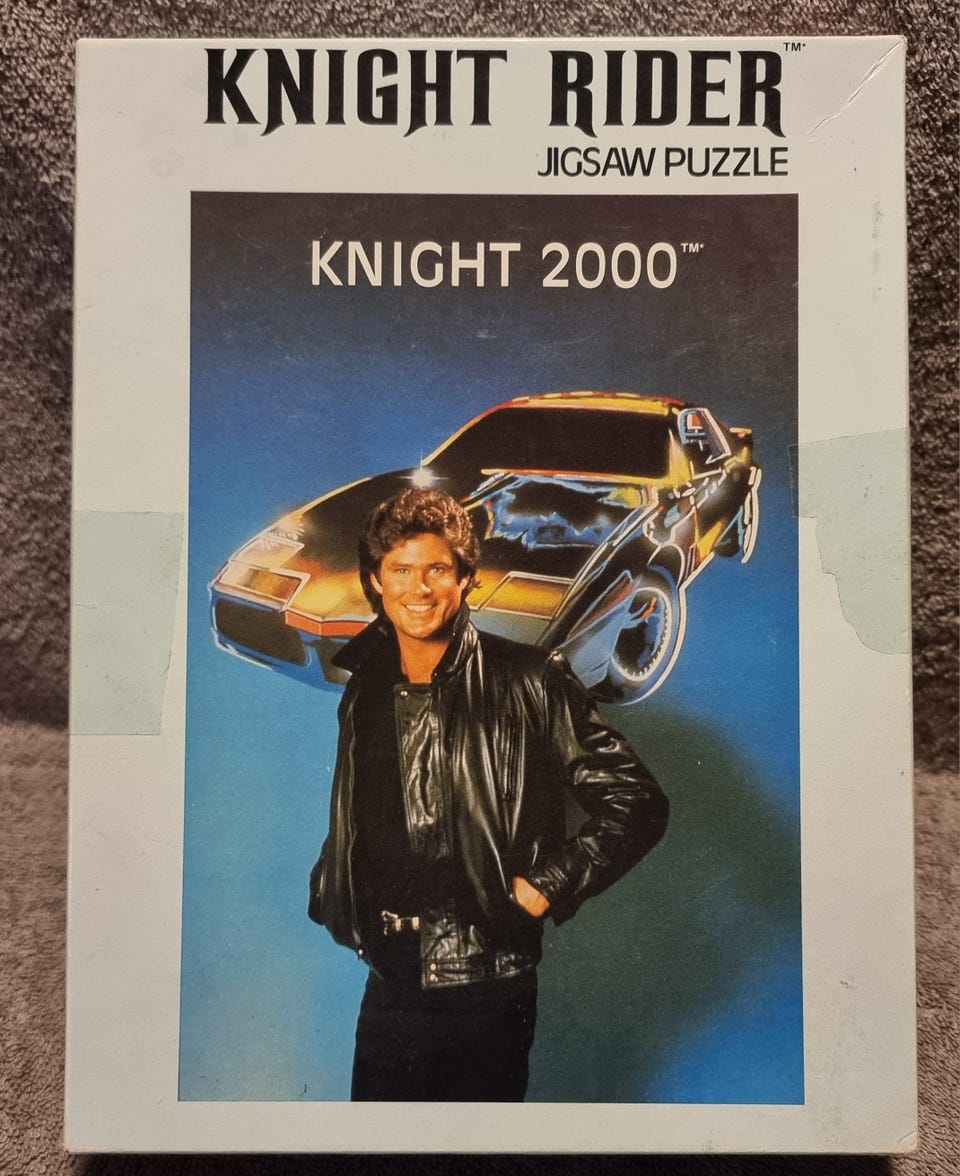 KNIGHT RIDER™*
JIGSAW PUZZLE
KNIGHT 2000™*